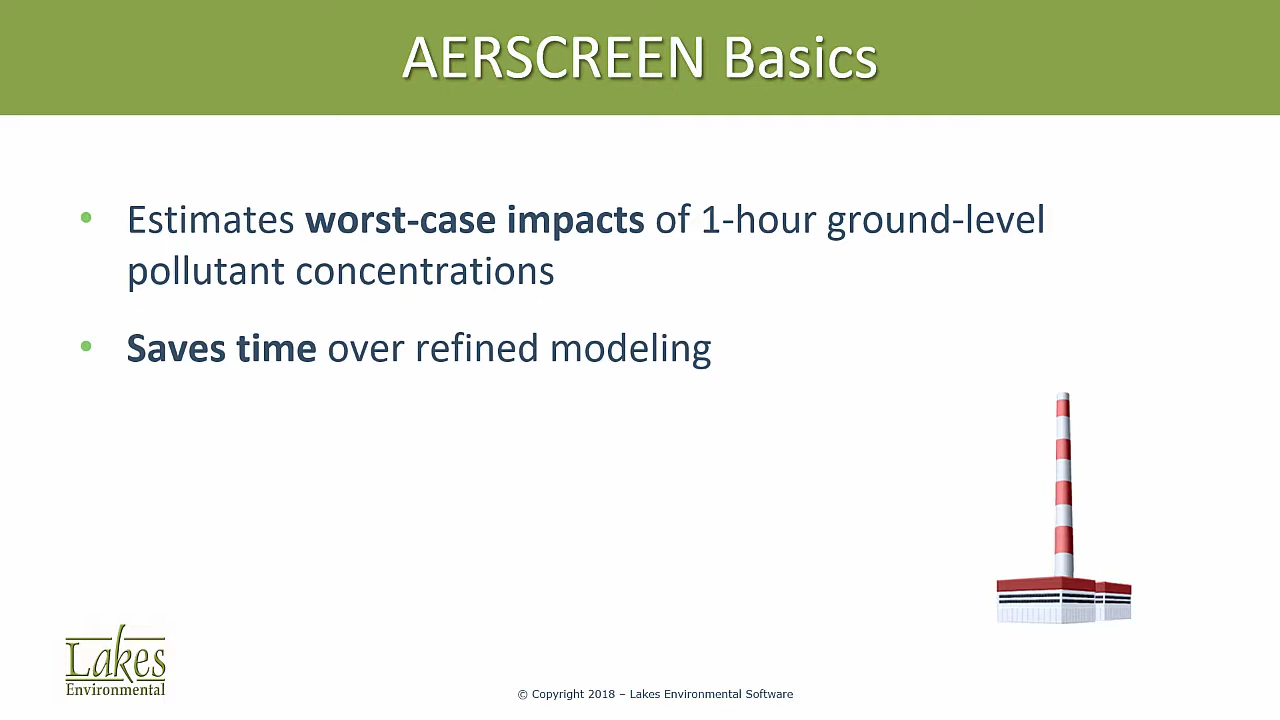 AERSCREEN Basics
• Estimates worst-case impacts of 1-hour ground-level
pollutant concentrations
• Saves time over refined modeling
Lakes
Environmental
© Copyright 2018 – Lakes Environmental Software